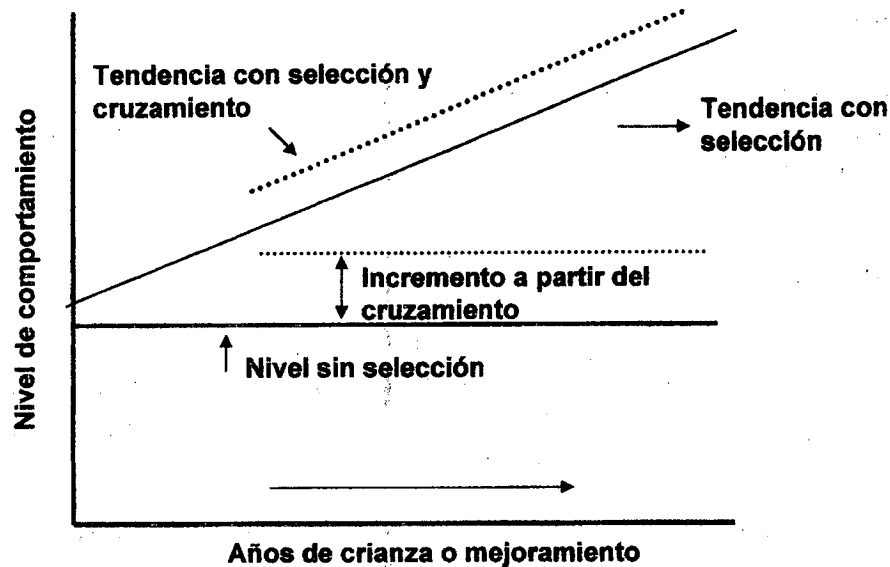 Tendencia con selección y
cruzamiento
Tendencia con
selección
Incremento a partir del
cruzamiento
Nivel sin selección
Nivel de comportamiento
Años de crianza o mejoramiento